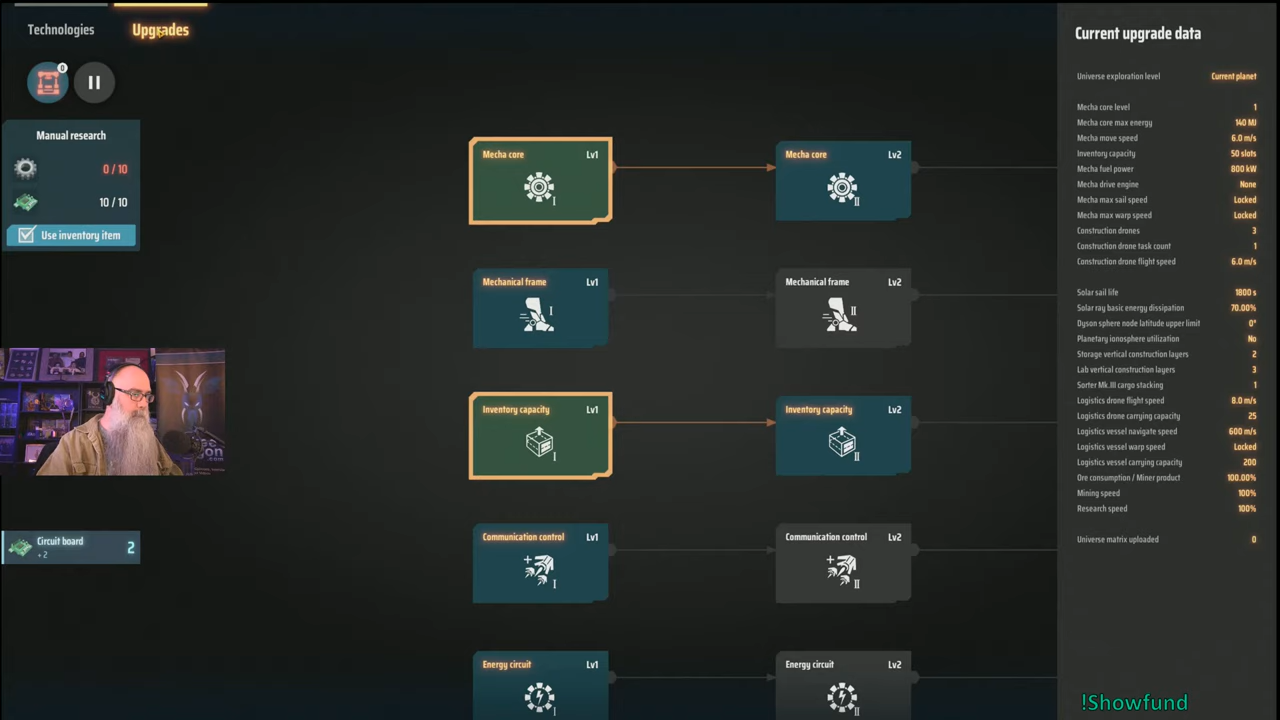 Technologies
Upgrades
0
Manual research
0 / 10
10 / 10
Use inventory item
Circuit board
+ 2
2
Mecha core Lv1
I
Mecha core Lv2
II
Mechanical frame Lv1
I
Mechanical frame Lv2
II
Inventory capacity Lv1
I
Inventory capacity Lv2
II
Communication control Lv1
I
Communication control Lv2
II
Energy circuit Lv1
I
Energy circuit Lv2
II
Current upgrade data
Universe exploration level Current planet
Mecha core level 1
Mecha core max energy 140 MJ
Mecha move speed 6.0 m/s
Inventory capacity 50 slots
Mecha fuel power 800 kW
Mecha drive engine None
Mecha max sail speed Locked
Mecha max warp speed Locked
Construction drones 3
Construction drone task count 1
Construction drone flight speed 6.0 m/s
Solar sail life 1800 s
Solar ray basic energy dissipation 70.00%
Dyson sphere node latitude upper limit 0°
Planetary ionosphere utilization No
Storage vertical construction layers 2
Lab vertical construction layers 3
Sorter Mk.III cargo stacking 1
Logistics drone flight speed 8.0 m/s
Logistics drone carrying capacity 25
Logistics vessel navigate speed 600 m/s
Logistics vessel warp speed Locked
Logistics vessel carrying capacity 200
Ore consumption / Miner product 100.00%
Mining speed 100%
Research speed 100%
Universe matrix uploaded 0
!Showfund